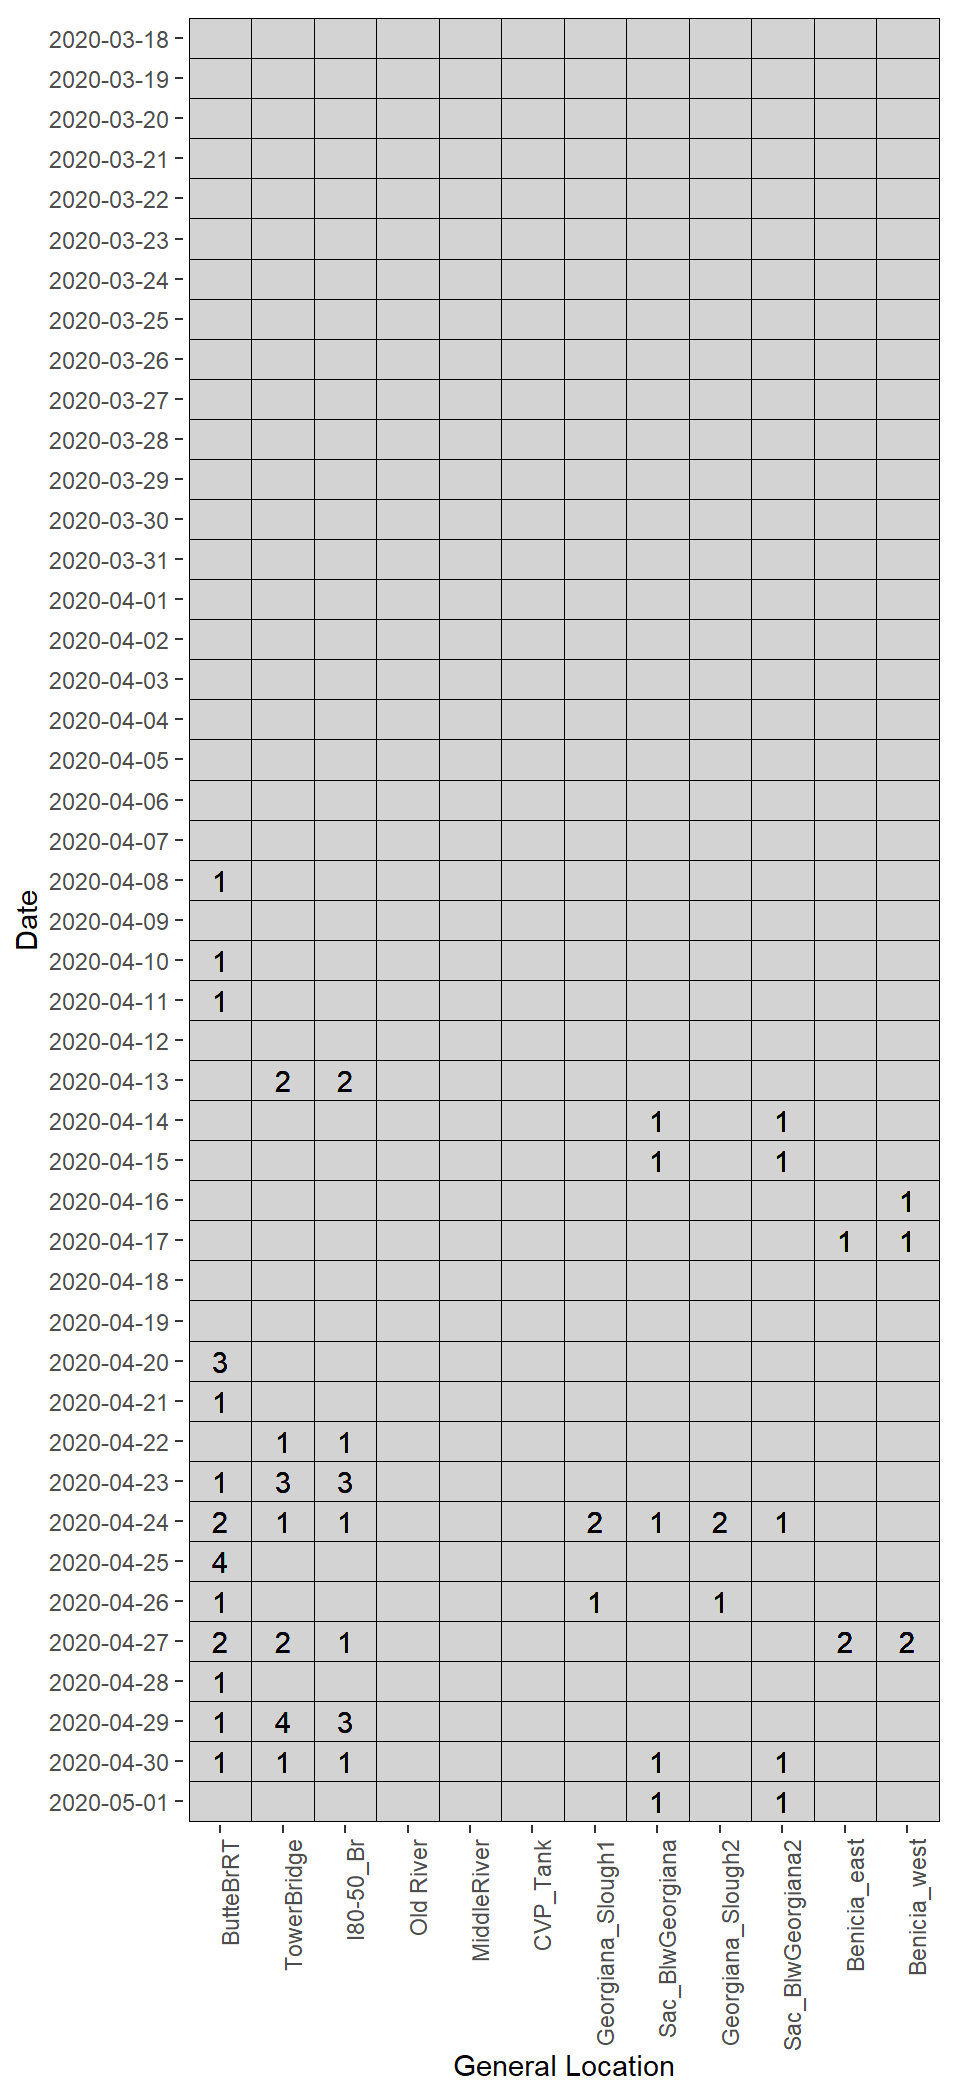 2020-03-18
2020-03-19
2020-03-20
2020-03-21
2020-03-22
2020-03-23
2020-03-24
2020-03-25
2020-03-26
2020-03-27
2020-03-28
2020-03-29
2020-03-30
2020-03-31
2020-04-01
2020-04-02
2020-04-03
2020-04-04
2020-04-05
2020-04-06
2020-04-07
2020-04-08 1
2020-04-09
2020-04-10 1
2020-04-11 1
2020-04-12
2020-04-13 2 2
2020-04-14 1 1
2020-04-15 1 1
2020-04-16 1
2020-04-17 1 1
2020-04-18
2020-04-19
2020-04-20 3
2020-04-21 1
2020-04-22 1 1
2020-04-23 1 3 3
2020-04-24 2 1 1 2 1 2 1
2020-04-25 4
2020-04-26 1 1 1
2020-04-27 2 2 1 2 2
2020-04-28 1
2020-04-29 1 4 3
2020-04-30 1 1 1 1 1
2020-05-01 1 1
Date
ButteBrRT
TowerBridge
I80-50_Br
Old River
MiddleRiver
CVP_Tank
Georgiana_Slough1
Sac_BlwGeorgiana
Georgiana_Slough2
Sac_BlwGeorgiana2
Benicia_east
Benicia_west
General Location